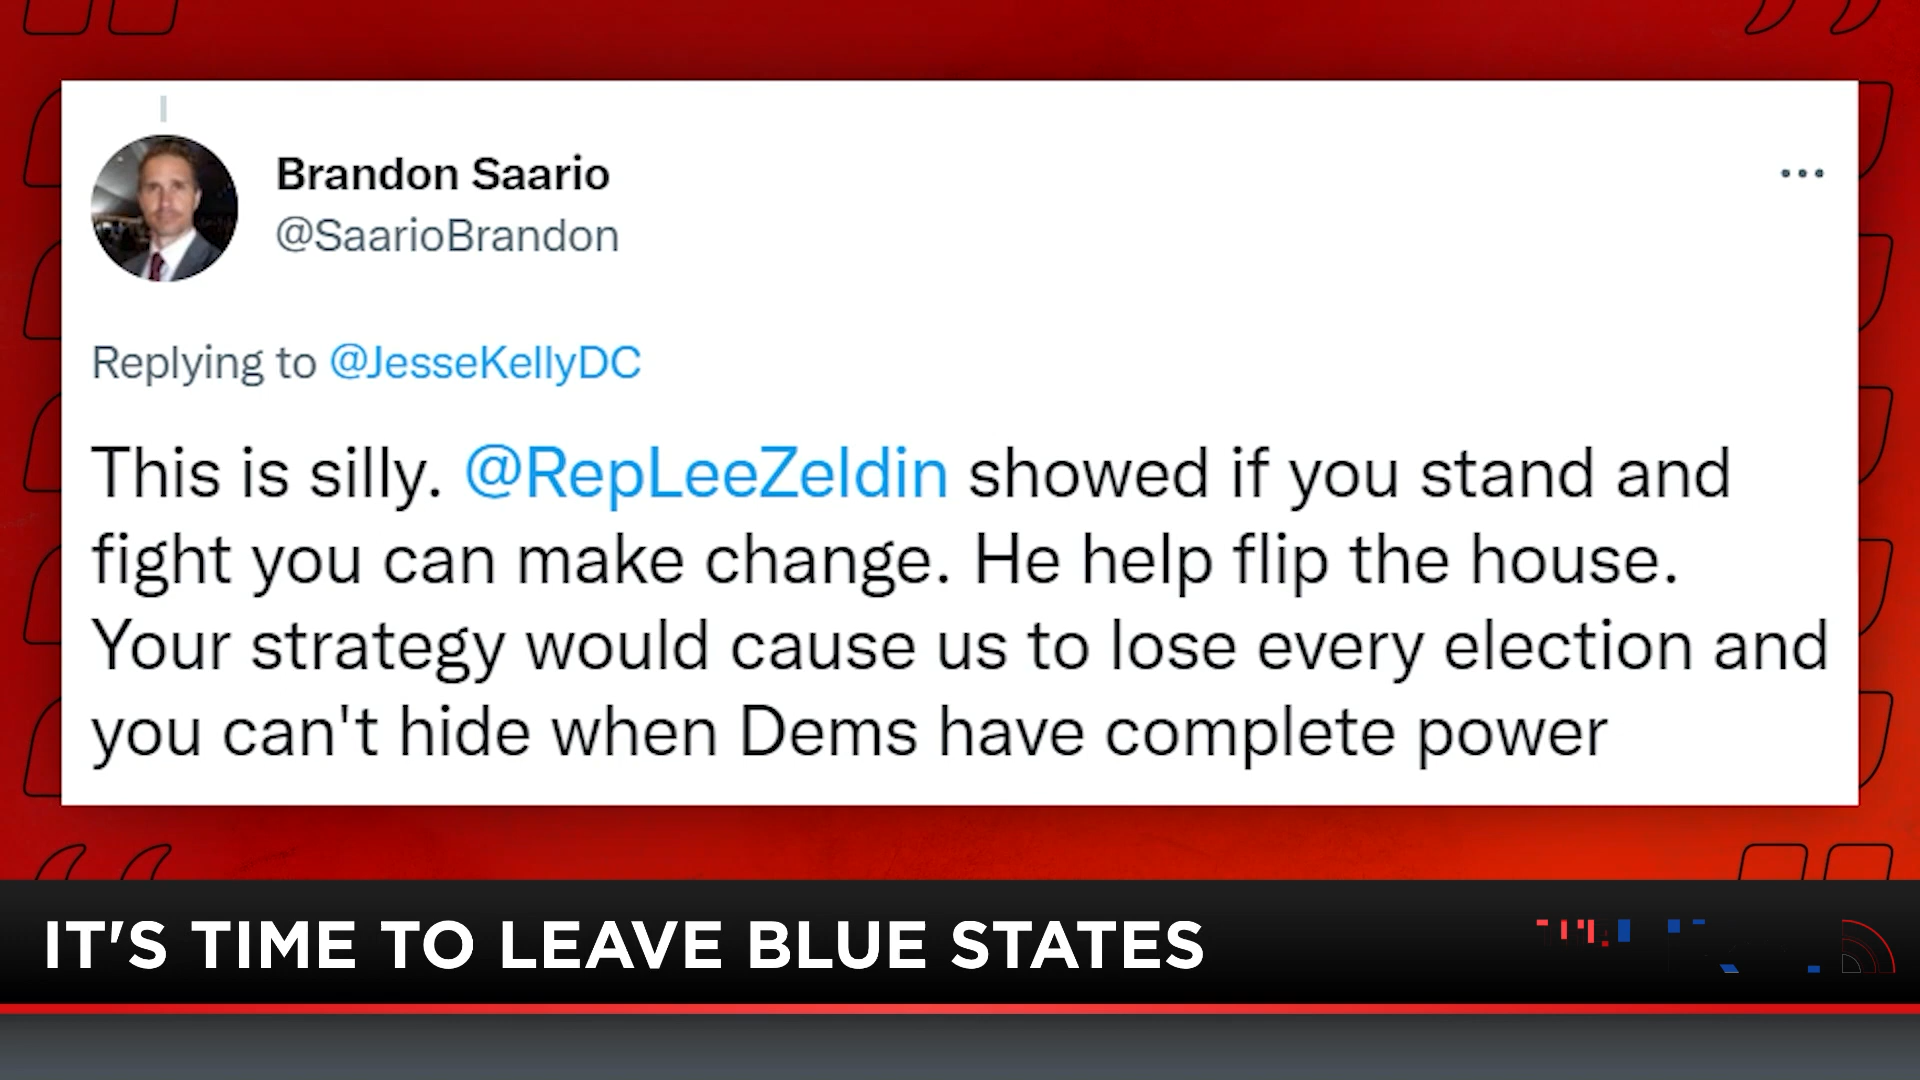 Brandon Saario
@SaarioBrandon
Replying to @JesseKellyDC
This is silly. @RepLeeZeldin showed if you stand and
fight you can make change. He help flip the house.
Your strategy would cause us to lose every election and
you can't hide when Dems have complete power
IT'S TIME TO LEAVE BLUE STATES